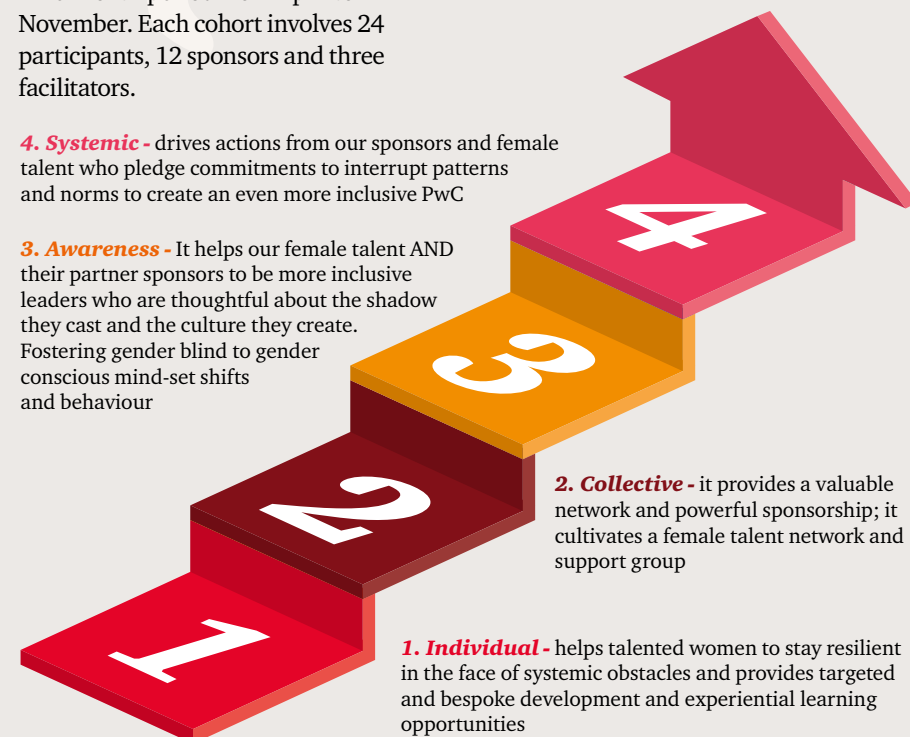 November. Each cohort involves 24
participants, 12 sponsors and three
facilitators.
4. Systemic - drives actions from our sponsors and female
talent who pledge commitments to interrupt patterns
and norms to create an even more inclusive PwC
3. Awareness - It helps our female talent AND
their partner sponsors to be more inclusive
leaders who are thoughtful about the shadow
they cast and the culture they create.
Fostering gender blind to gender
conscious mind-set shifts
and behaviour
4
3
2
1
2. Collective - it provides a valuable
network and powerful sponsorship; it
cultivates a female talent network and
support group
1. Individual - helps talented women to stay resilient
in the face of systemic obstacles and provides targeted
and bespoke development and experiential learning
opportunities